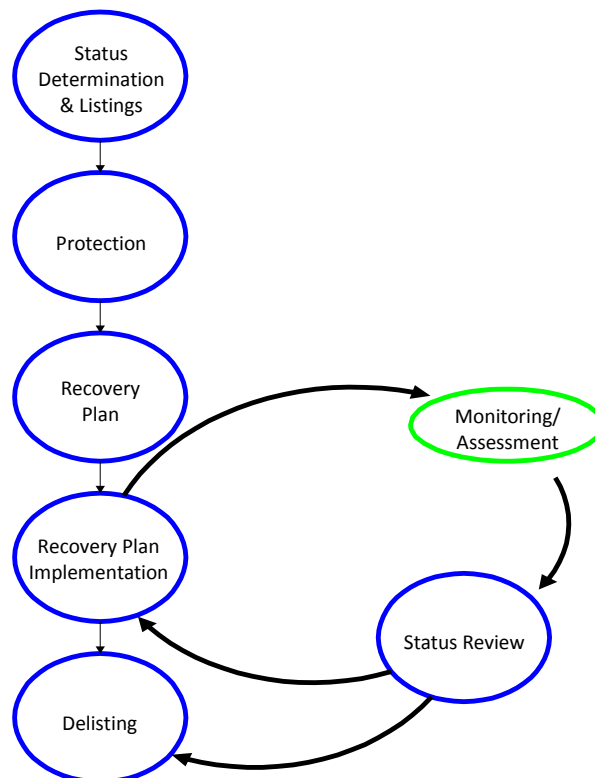 Status
Determination
& Listings
Protection
Recovery
Plan
Monitoring/
Assessment
Recovery Plan
Implementation
Status Review
Delisting